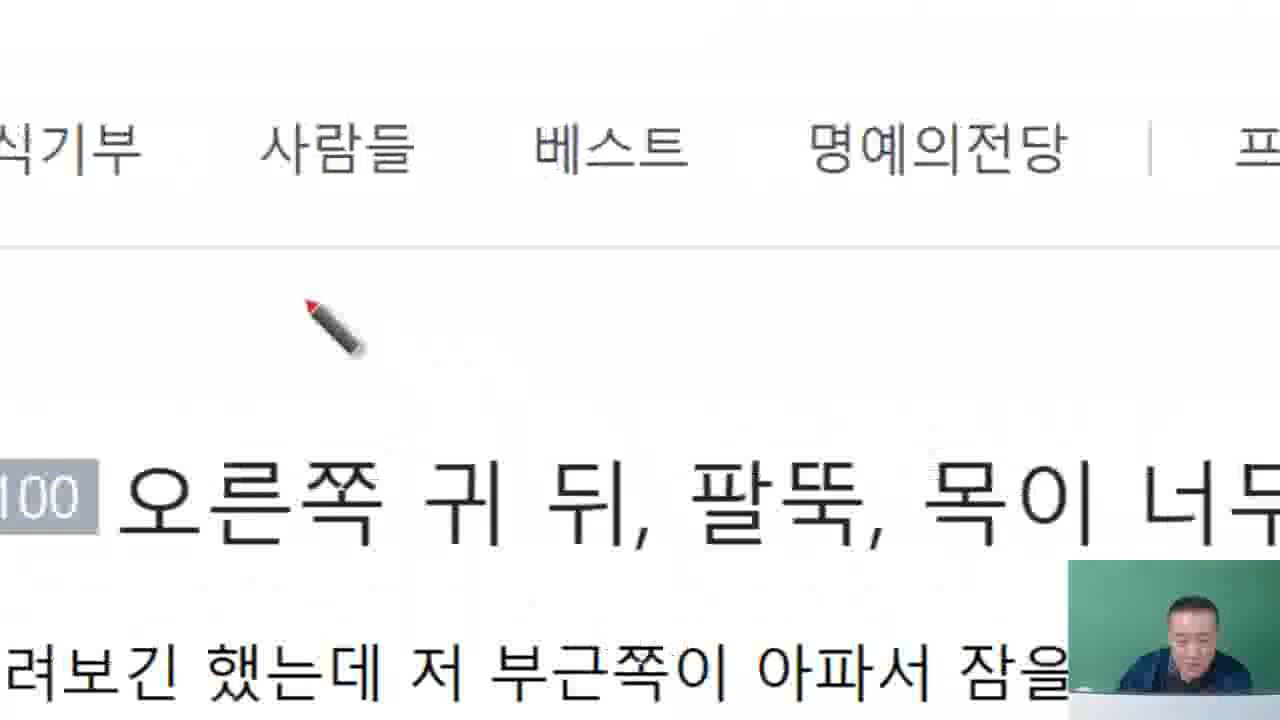 식기부 사람들 베스트 명예의전당
100 오른쪽 귀 뒤, 팔뚝, 목이
려보긴 했는데 저 부근쪽이 아파서 잠을